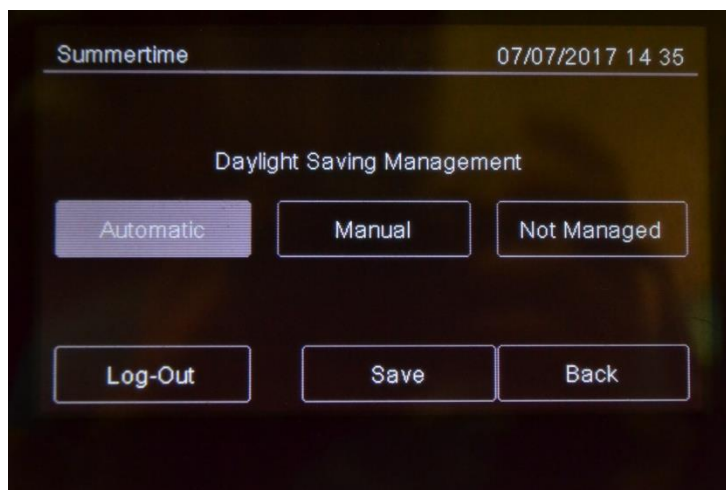 Summertime 07/07/2017 14 35
Daylight Saving Management
Automatic Manual Not Managed
Log-Out Save Back